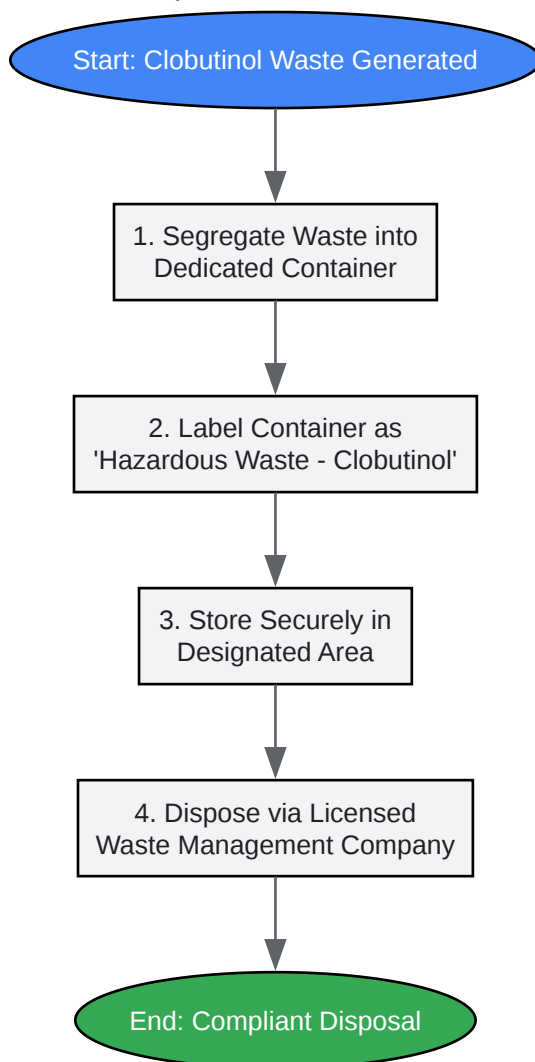 Start: Clobutinol Waste Generated
1. Segregate Waste into
Dedicated Container
2. Label Container as
'Hazardous Waste - Clobutinol'
3. Store Securely in
Designated Area
4. Dispose via Licensed
Waste Management Company
End: Compliant Disposal